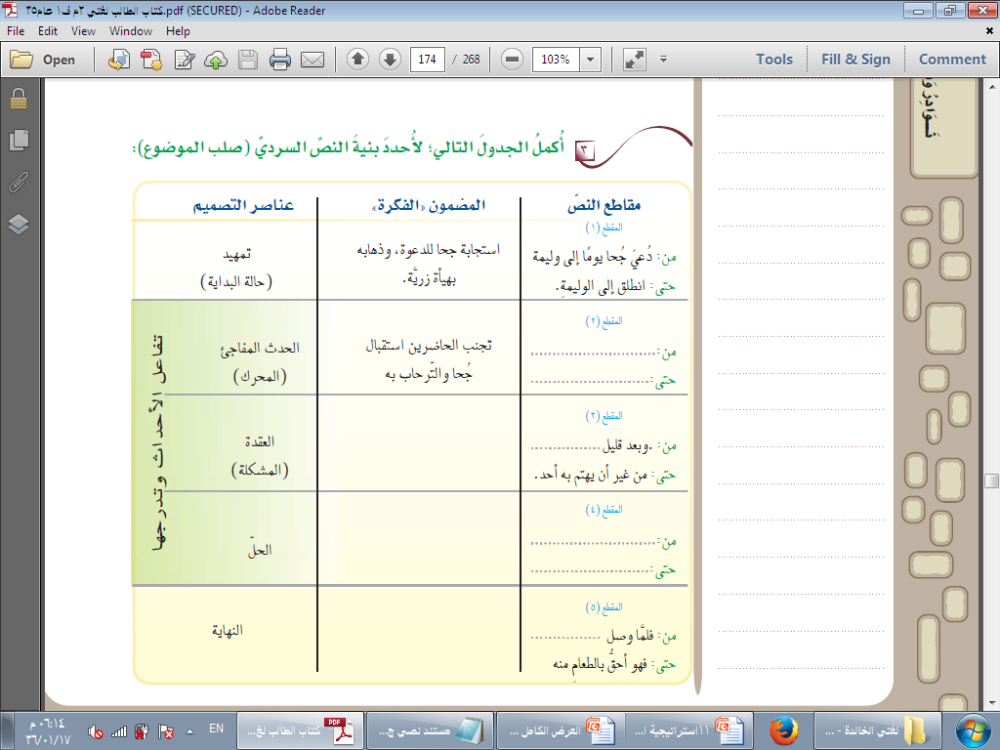 كتاب الطالب لغتي ٢م ف١ عام٣٥.pdf (SECURED) - Adobe Reader
File Edit View Window Help
Open 174 / 268 103% Tools Fill & Sign Comment
٣ أُكملُ الجدولَ التالي؛ لأُحددَ بنيةَ النصِّ السرديِّ (صلب الموضوع):
مقاطع النصّ المضمون «الفكرة» عناصر التصميم
المقطع (١)
من: دُعيَ جُحا يومًا إلى وليمة
حتى: انطلق إلى الوليمةِ.
استجابة جحا للدعوة، وذهابه
بهيأة زريَّة.
تمهيد
(حالة البداية)
المقطع (٢)
من: ................................
حتى: ................................
تجنب الحاضرين استقبال
جُحا والتّرحاب به
الحدث المفاجئ
(المحرك)
تفاعل الأحداث وتدرجها
المقطع (٣)
من: .وبعد قليل ..................
حتى: من غير أن يهتم به أحد.
العقدة
(المشكلة)
المقطع (٤)
من: ................................
حتى: ................................
الحلّ
المقطع (٥)
من: فلمَّا وصل ..................
حتى: فهو أحقُّ بالطعامِ منه
النهاية
لغتي الخالدة - ...
١١استراتيجية ا...
العرض الكامل ...
مستند نصي ج...
كتاب الطالب لغ...
EN
٠٦:١٤ م
٣٦/٠١/١٧